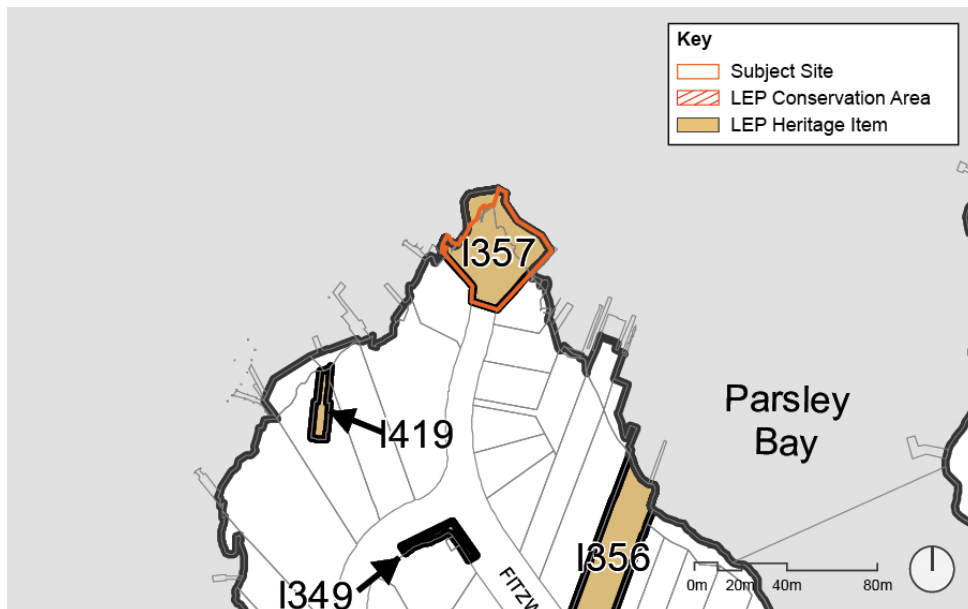 Key
Subject Site
LEP Conservation Area
LEP Heritage Item
I357
I419
Parsley
Bay
I356
I349
FITZW
0m 20m 40m 80m